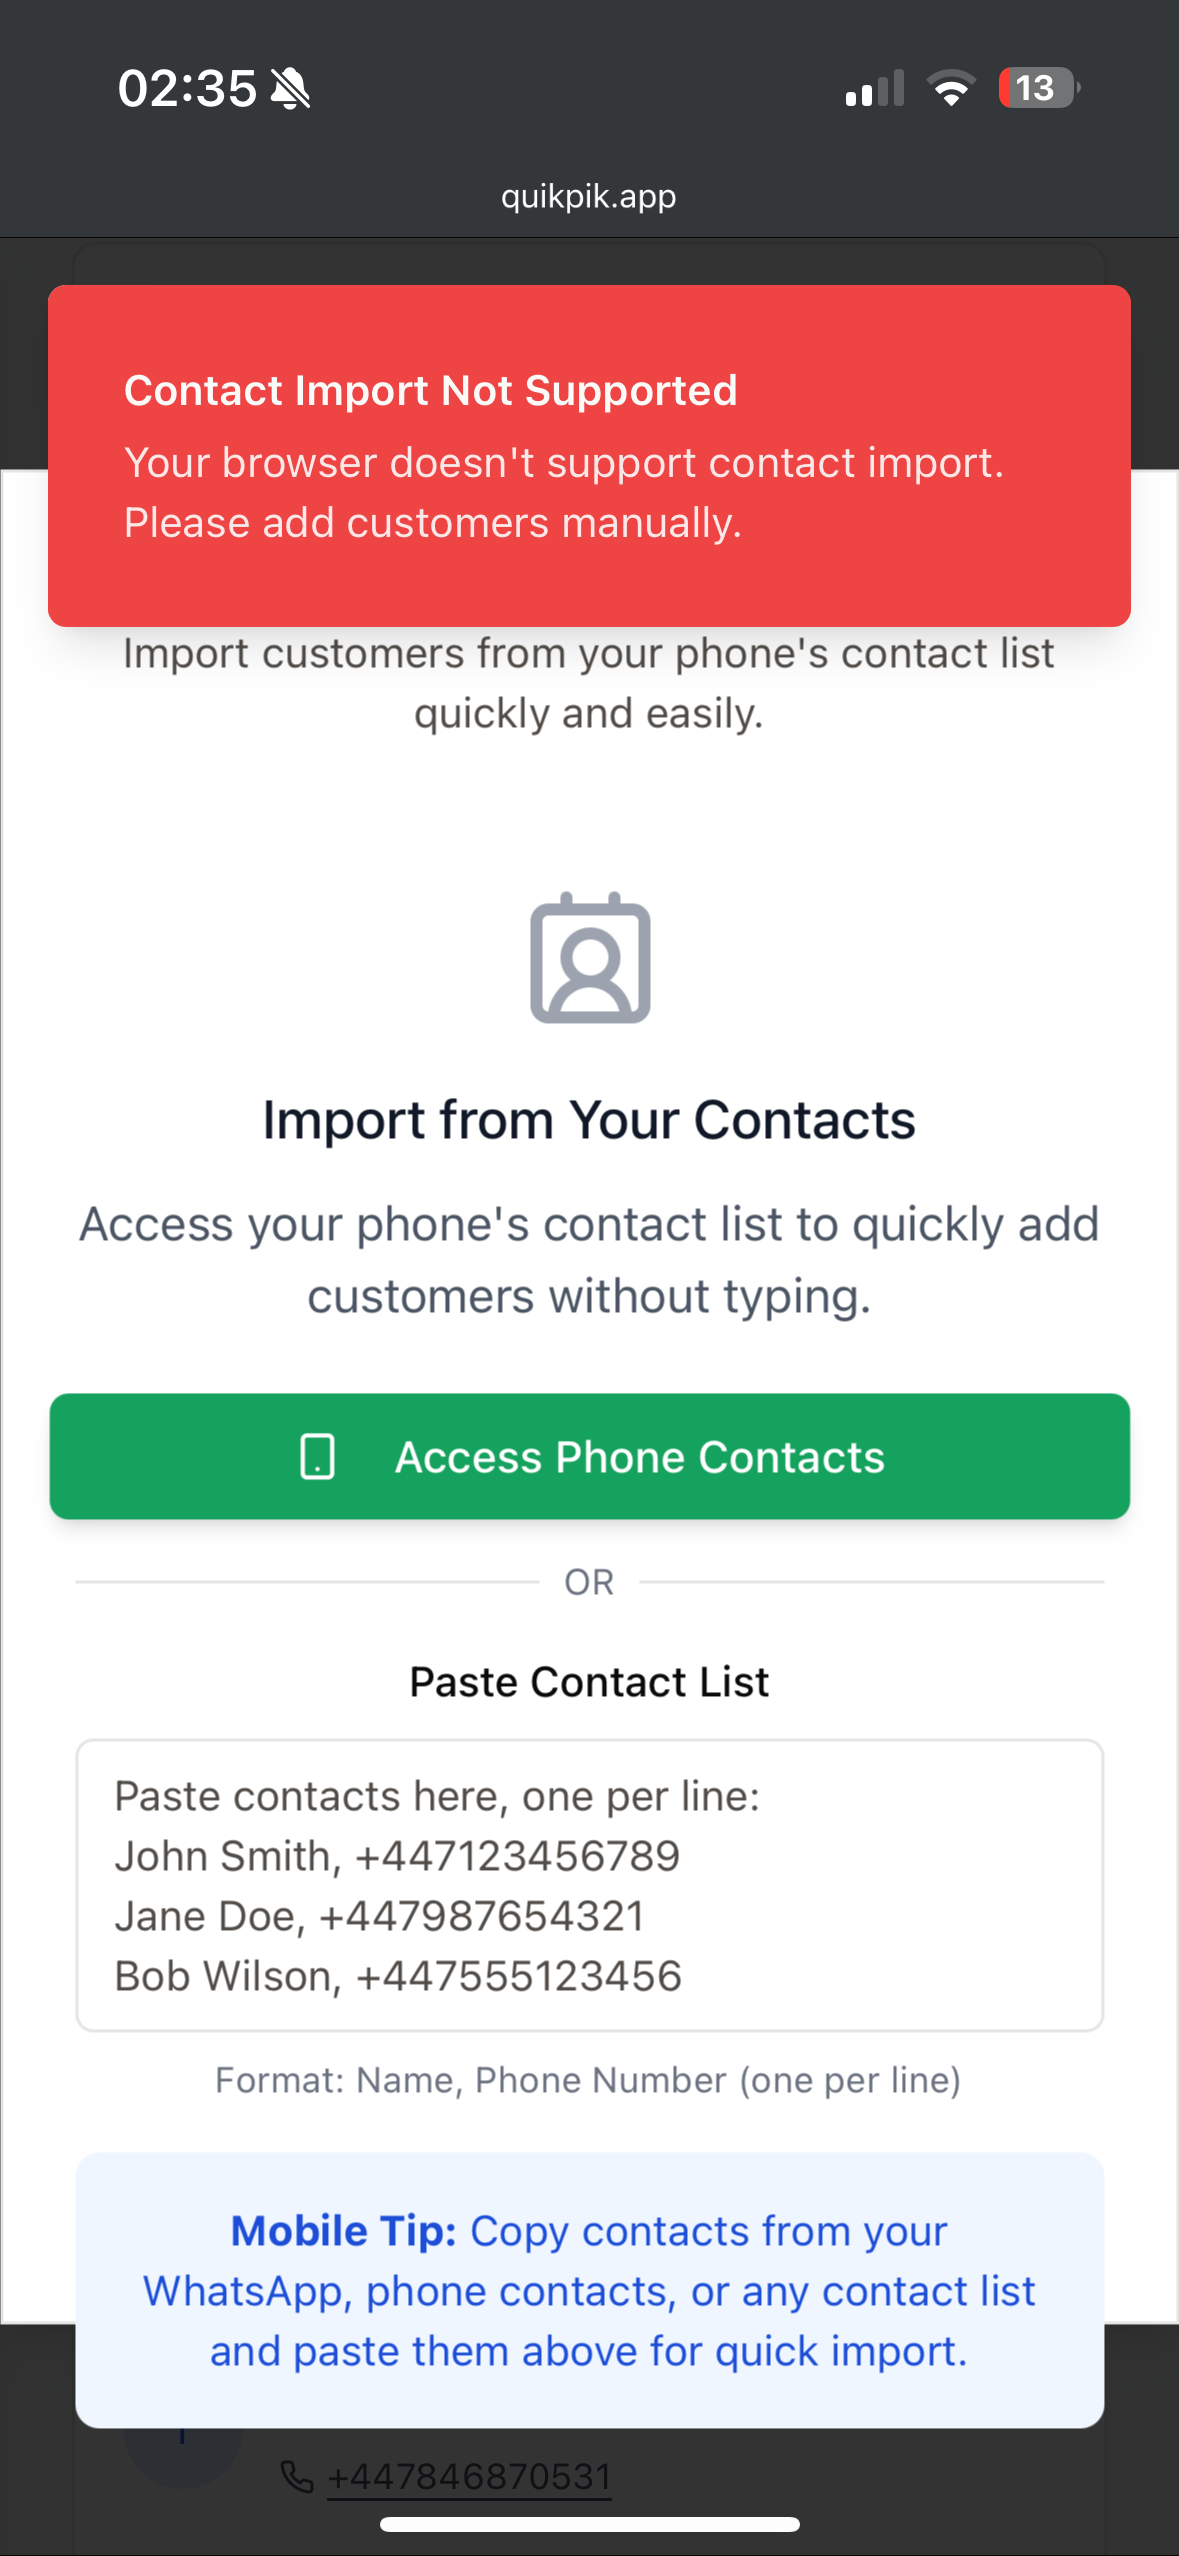 02:35
13
quikpik.app
Contact Import Not Supported
Your browser doesn't support contact import.
Please add customers manually.
Import customers from your phone's contact list
quickly and easily.
Import from Your Contacts
Access your phone's contact list to quickly add
customers without typing.
Access Phone Contacts
OR
Paste Contact List
Paste contacts here, one per line:
John Smith, +447123456789
Jane Doe, +447987654321
Bob Wilson, +447555123456
Format: Name, Phone Number (one per line)
Mobile Tip: Copy contacts from your
WhatsApp, phone contacts, or any contact list
and paste them above for quick import.
+447846870531